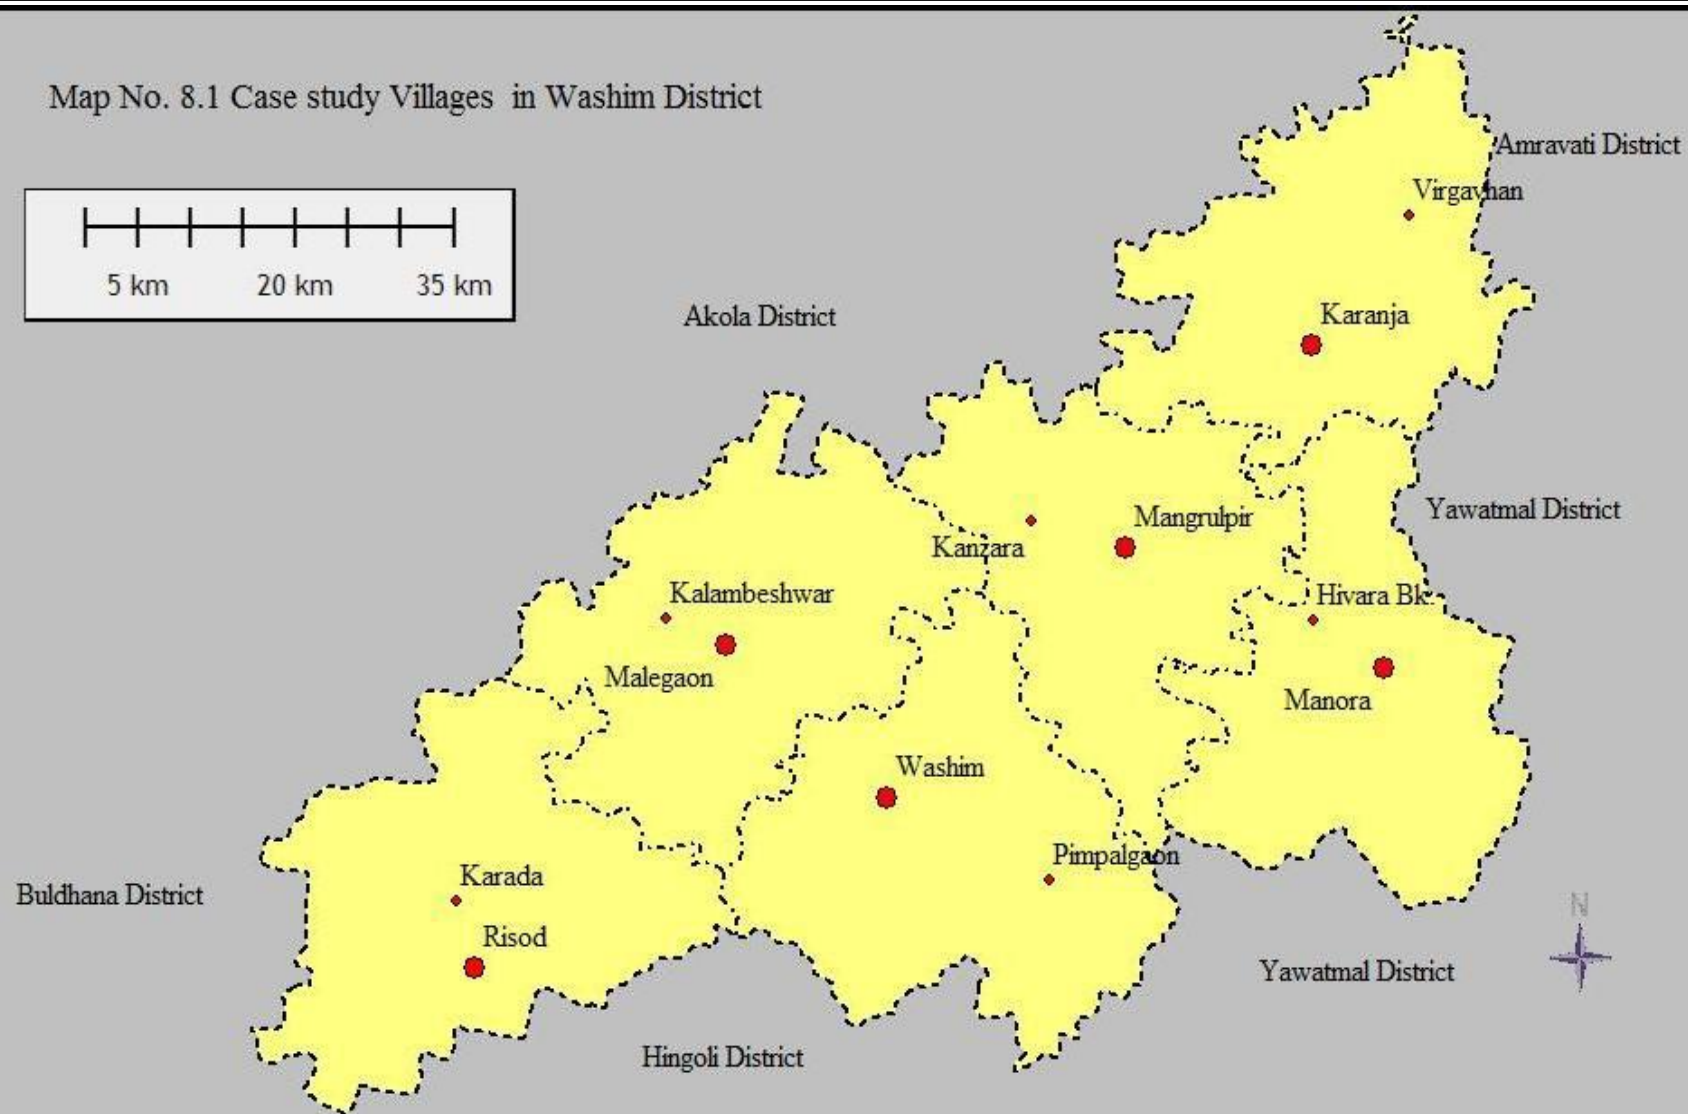 Map No. 8.1 Case study Villages in Washim District
Amravati District
Virgavhan
5 km 20 km 35 km
Akola District
Karanja
Yawatmal District
Mangrulpir
Kanzara
Kalambeshwar
Hivara Bk.
Malegaon
Manora
Washim
Pimpalgaon
Karada
Buldhana District
N
Risod
Yawatmal District
Hingoli District